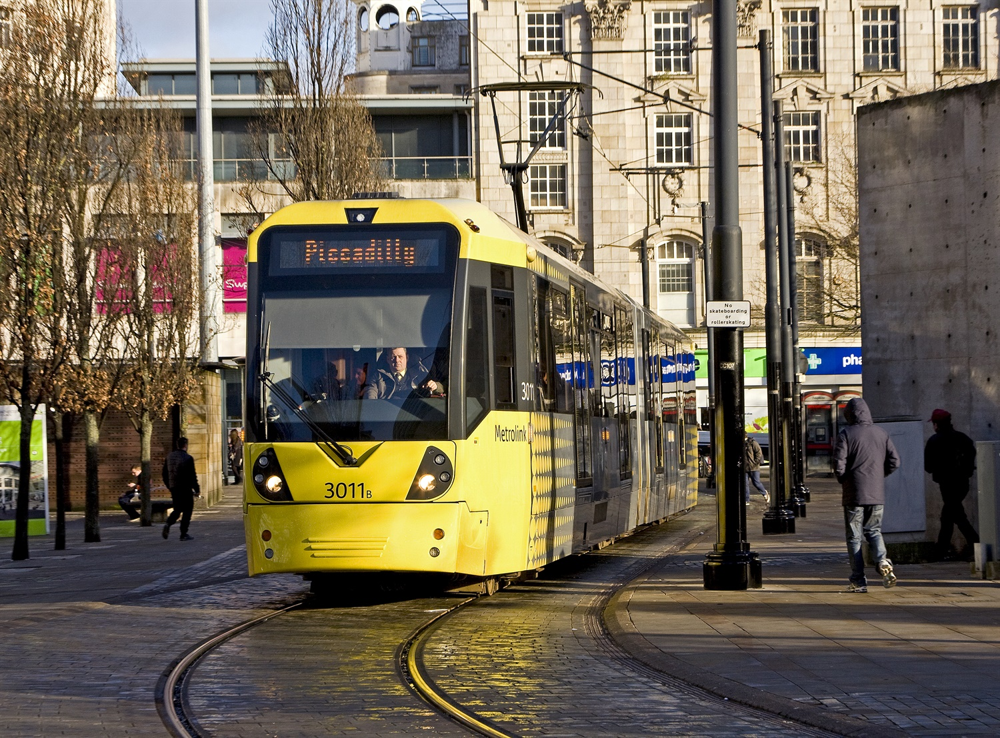 Piccadilly
No
skateboarding
or
rollerskating
CC107
3011
Metrolink
3011B
pha